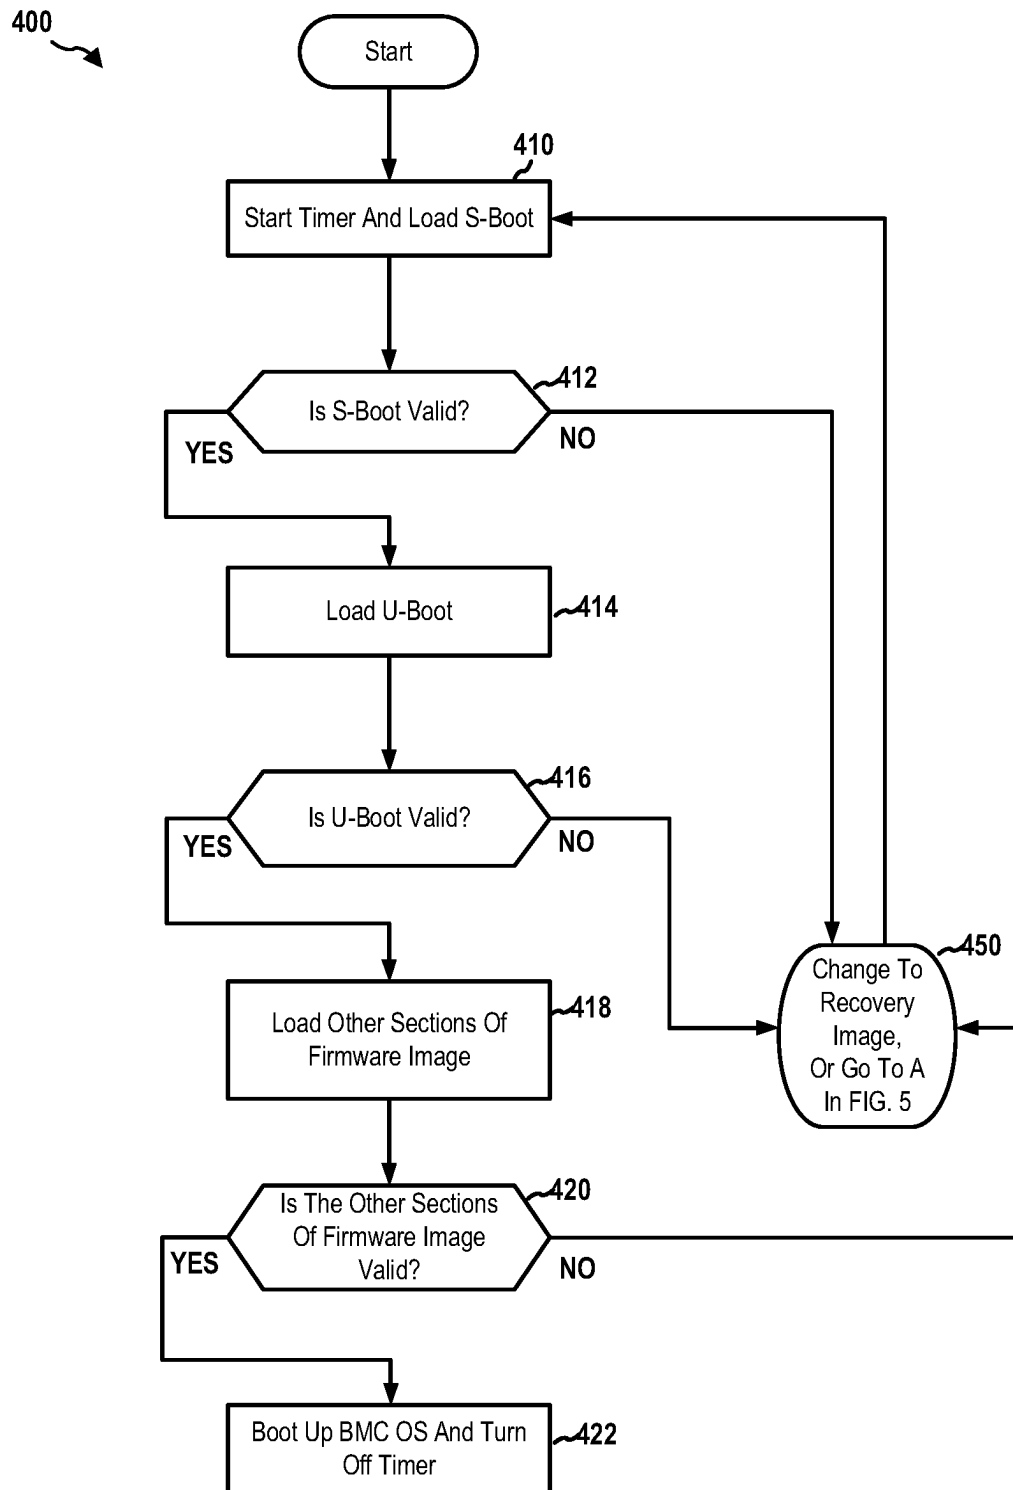 400
Start
410
Start Timer And Load S-Boot
412
Is S-Boot Valid?
YES
NO
Load U-Boot
414
416
Is U-Boot Valid?
YES
NO
450
Change To
Recovery
Image,
Or Go To A
In FIG. 5
Load Other Sections Of
Firmware Image
418
420
Is The Other Sections
Of Firmware Image
Valid?
YES
NO
Boot Up BMC OS And Turn
Off Timer
422